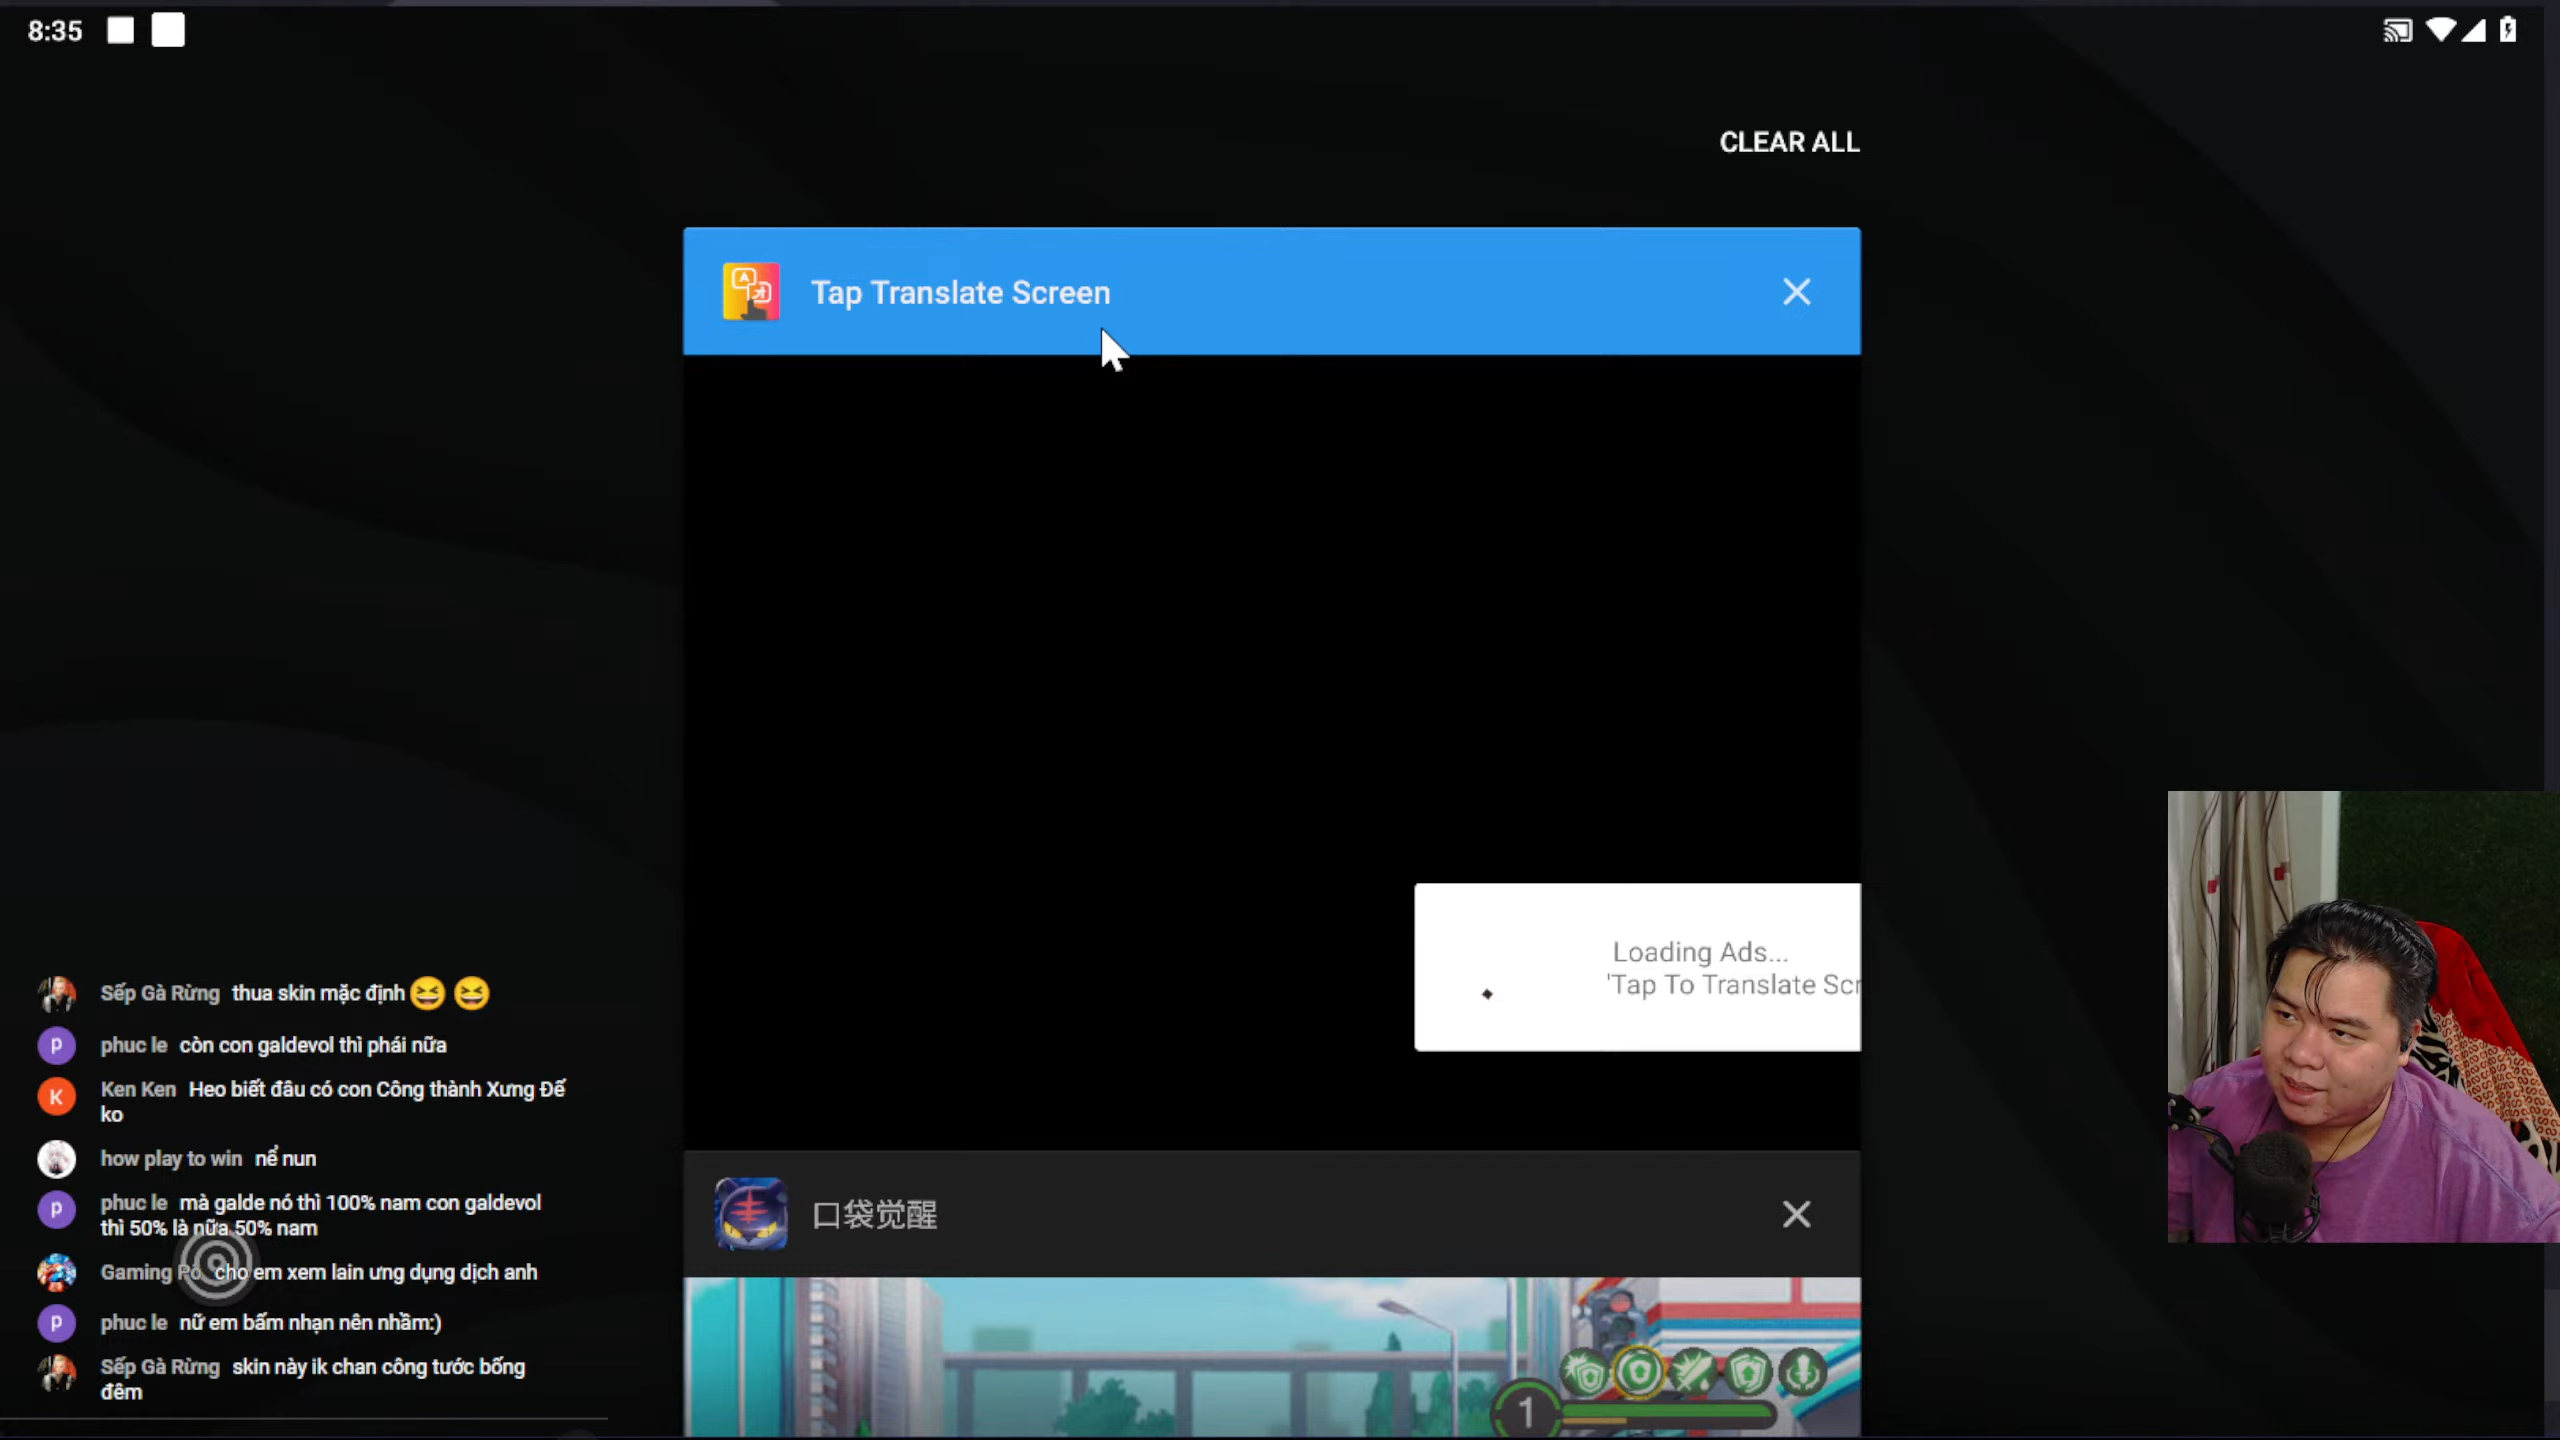 8:35
CLEAR ALL
Tap Translate Screen
Loading Ads...
'Tap To Translate Scr
口袋觉醒
1
Sếp Gà Rừng thua skin mặc định
phuc le còn con galdevol thì phái nữa
Ken Ken Heo biết đâu có con Công thành Xưng Đế
ko
how play to win nể nun
phuc le mà galde nó thì 100% nam con galdevol
thì 50% là nữa 50% nam
Gaming Pô cho em xem lain ưng dụng dịch anh
phuc le nữ em bấm nhạn nên nhầm:)
Sếp Gà Rừng skin này ik chan công tước bống
đêm